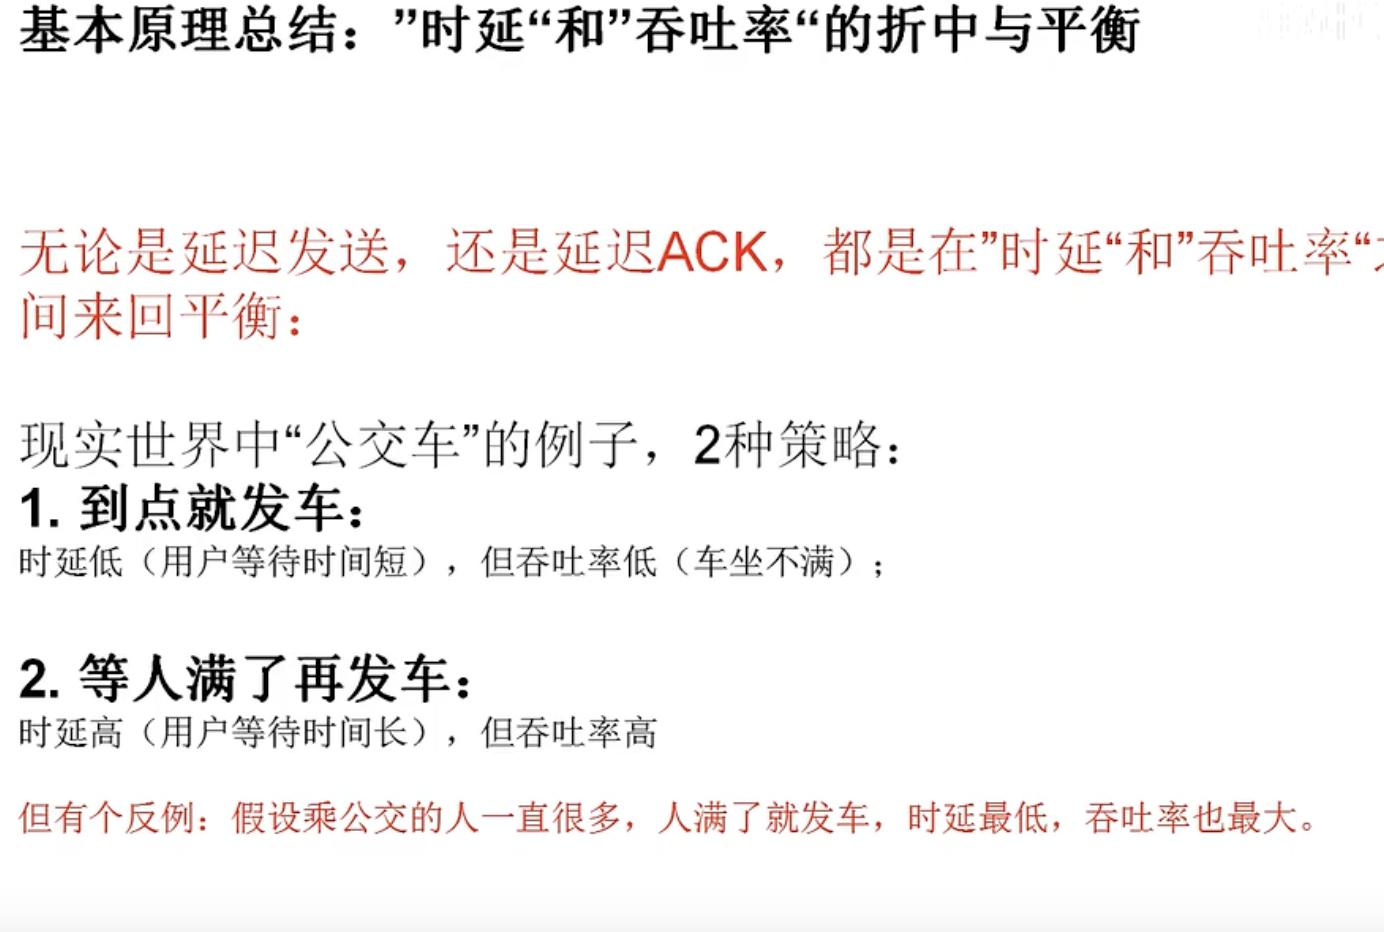 基本原理总结：”时延“和”吞吐率“的折中与平衡
无论是延迟发送，还是延迟ACK，都是在”时延“和”吞吐率“
间来回平衡：
现实世界中“公交车”的例子，2种策略：
1. 到点就发车：
时延低（用户等待时间短），但吞吐率低（车坐不满）；
2. 等人满了再发车：
时延高（用户等待时间长），但吞吐率高
但有个反例：假设乘公交的人一直很多，人满了就发车，时延最低，吞吐率也最大。